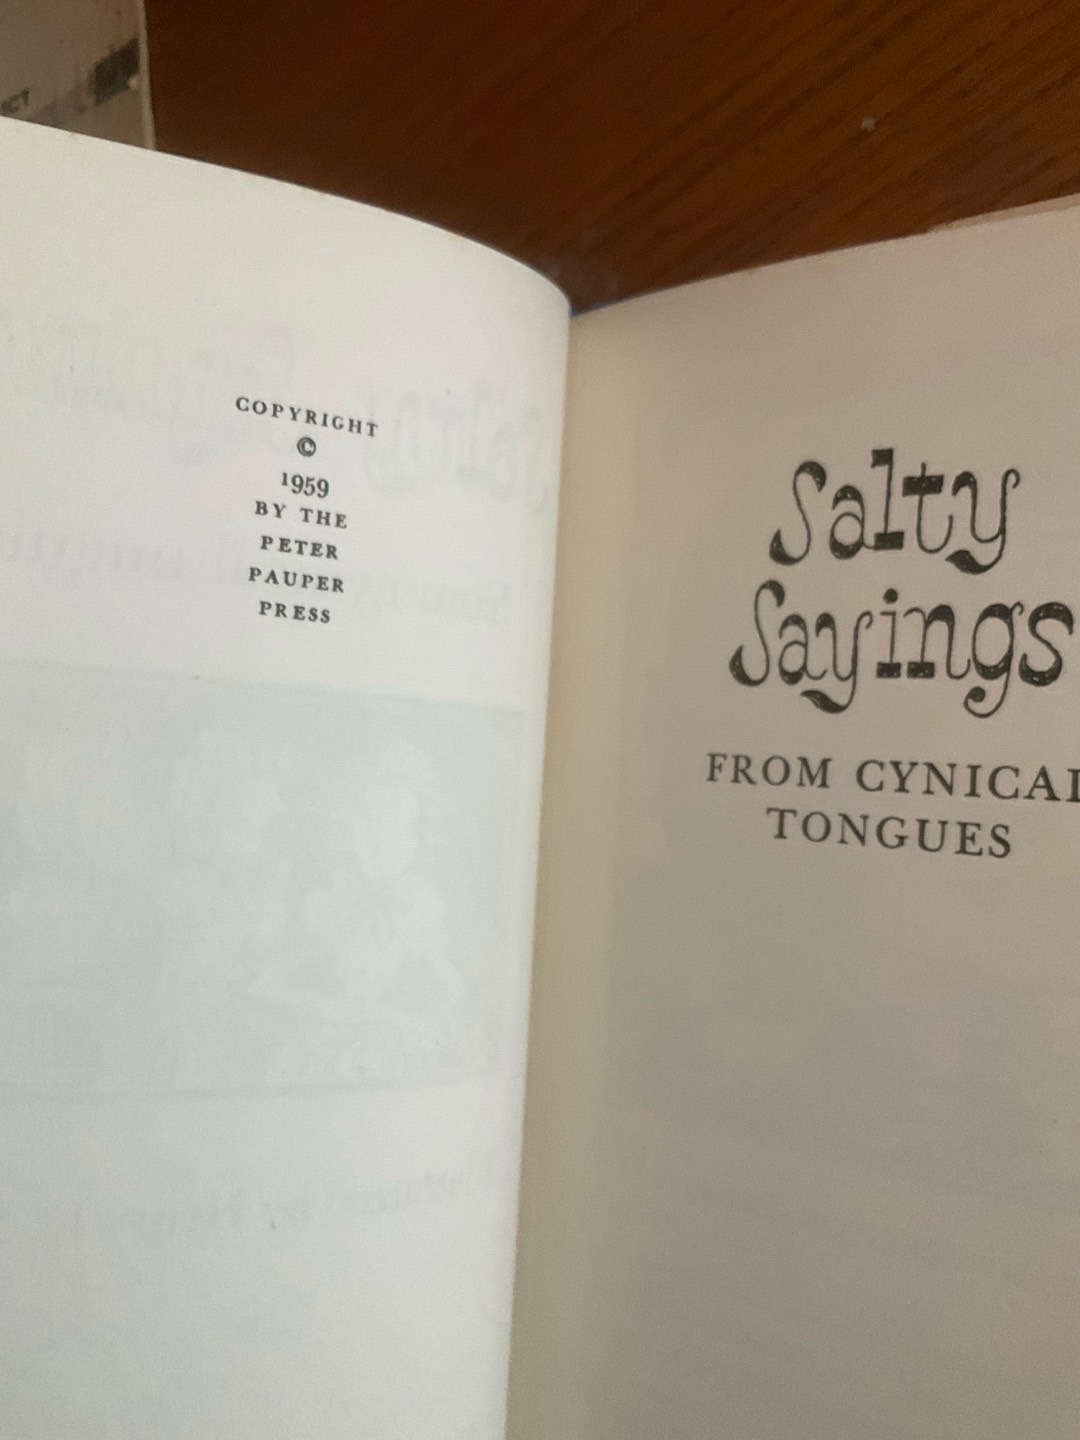 COPYRIGHT
©
1959
BY THE
PETER
PAUPER
PRESS
Salty
Sayings
FROM CYNICAL
TONGUES